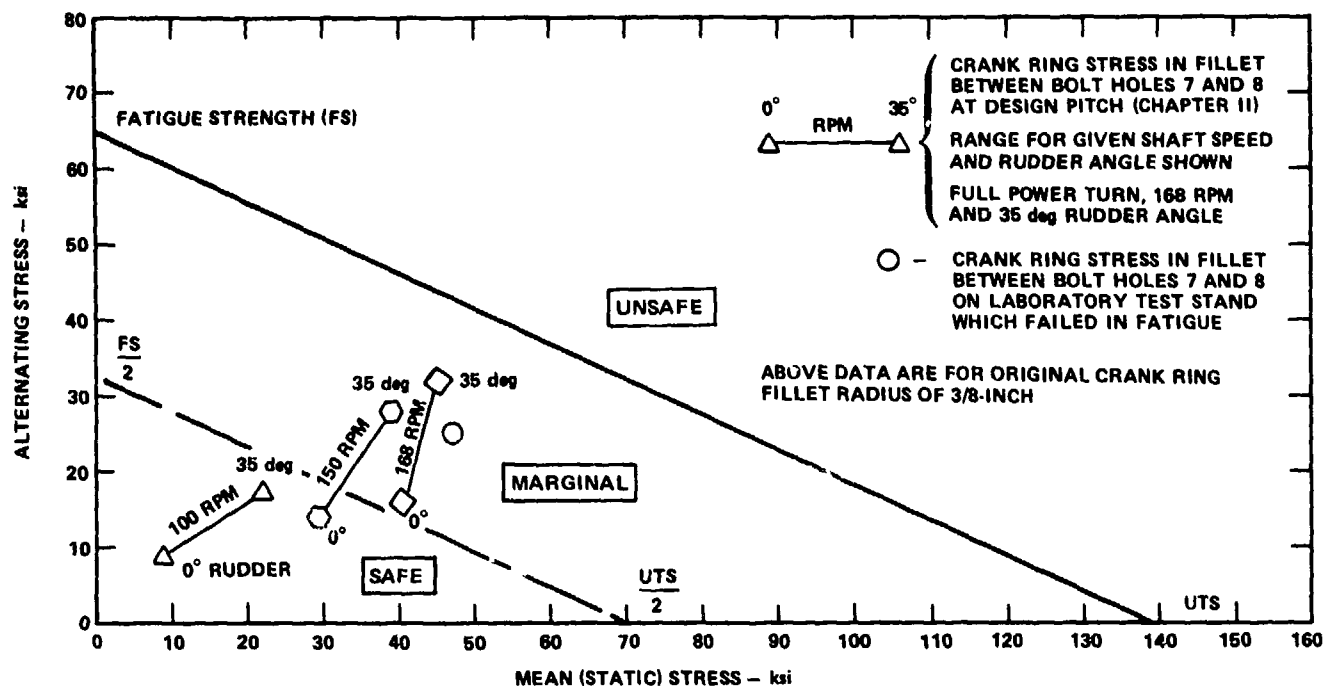 80
70
60
50
40
30
20
10
0
ALTERNATING STRESS – ksi
FATIGUE STRENGTH (FS)
FS
2
0° 35°
RPM
CRANK RING STRESS IN FILLET
BETWEEN BOLT HOLES 7 AND 8
AT DESIGN PITCH (CHAPTER II)
RANGE FOR GIVEN SHAFT SPEED
AND RUDDER ANGLE SHOWN
FULL POWER TURN, 168 RPM
AND 35 deg RUDDER ANGLE
– CRANK RING STRESS IN FILLET
BETWEEN BOLT HOLES 7 AND 8
ON LABORATORY TEST STAND
WHICH FAILED IN FATIGUE
UNSAFE
ABOVE DATA ARE FOR ORIGINAL CRANK RING
FILLET RADIUS OF 3/8-INCH
35 deg
35 deg
35 deg
100 RPM
150 RPM
168 RPM
MARGINAL
0° RUDDER
0°
0°
SAFE
UTS
2
UTS
0 10 20 30 40 50 60 70 80 90 100 110 120 130 140 150 160
MEAN (STATIC) STRESS – ksi